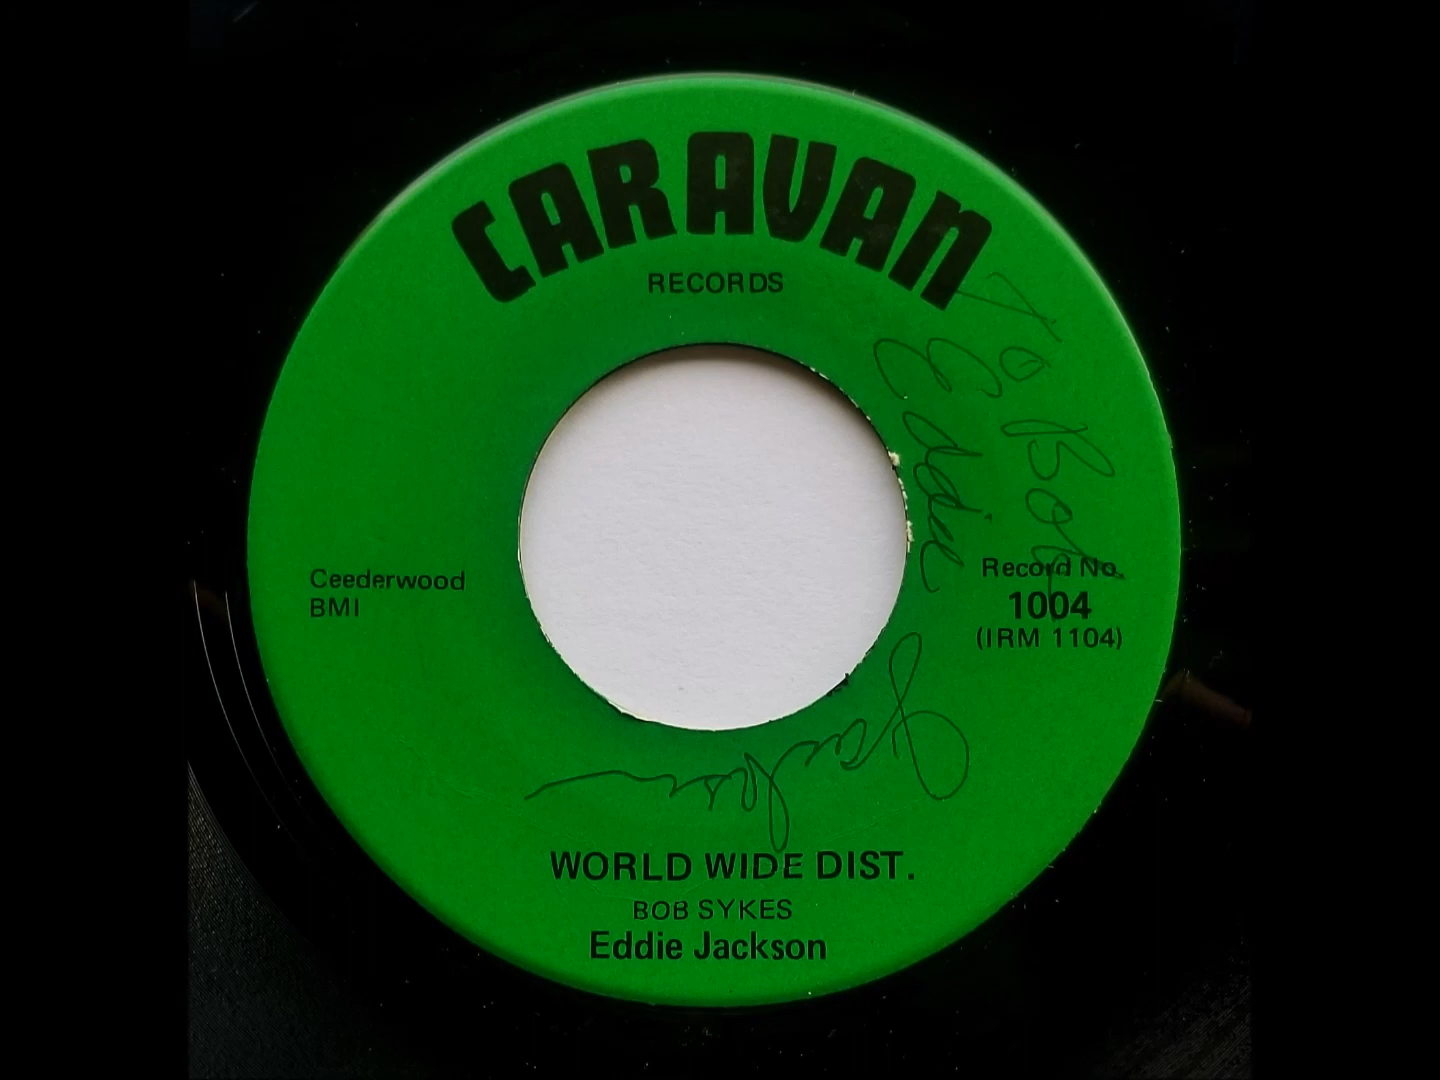 CARAVAN
RECORDS
To Bob
Eddie
Jackson
Ceederwood
BMI
Record No.
1004
(IRM 1104)
WORLD WIDE DIST.
BOB SYKES
Eddie Jackson